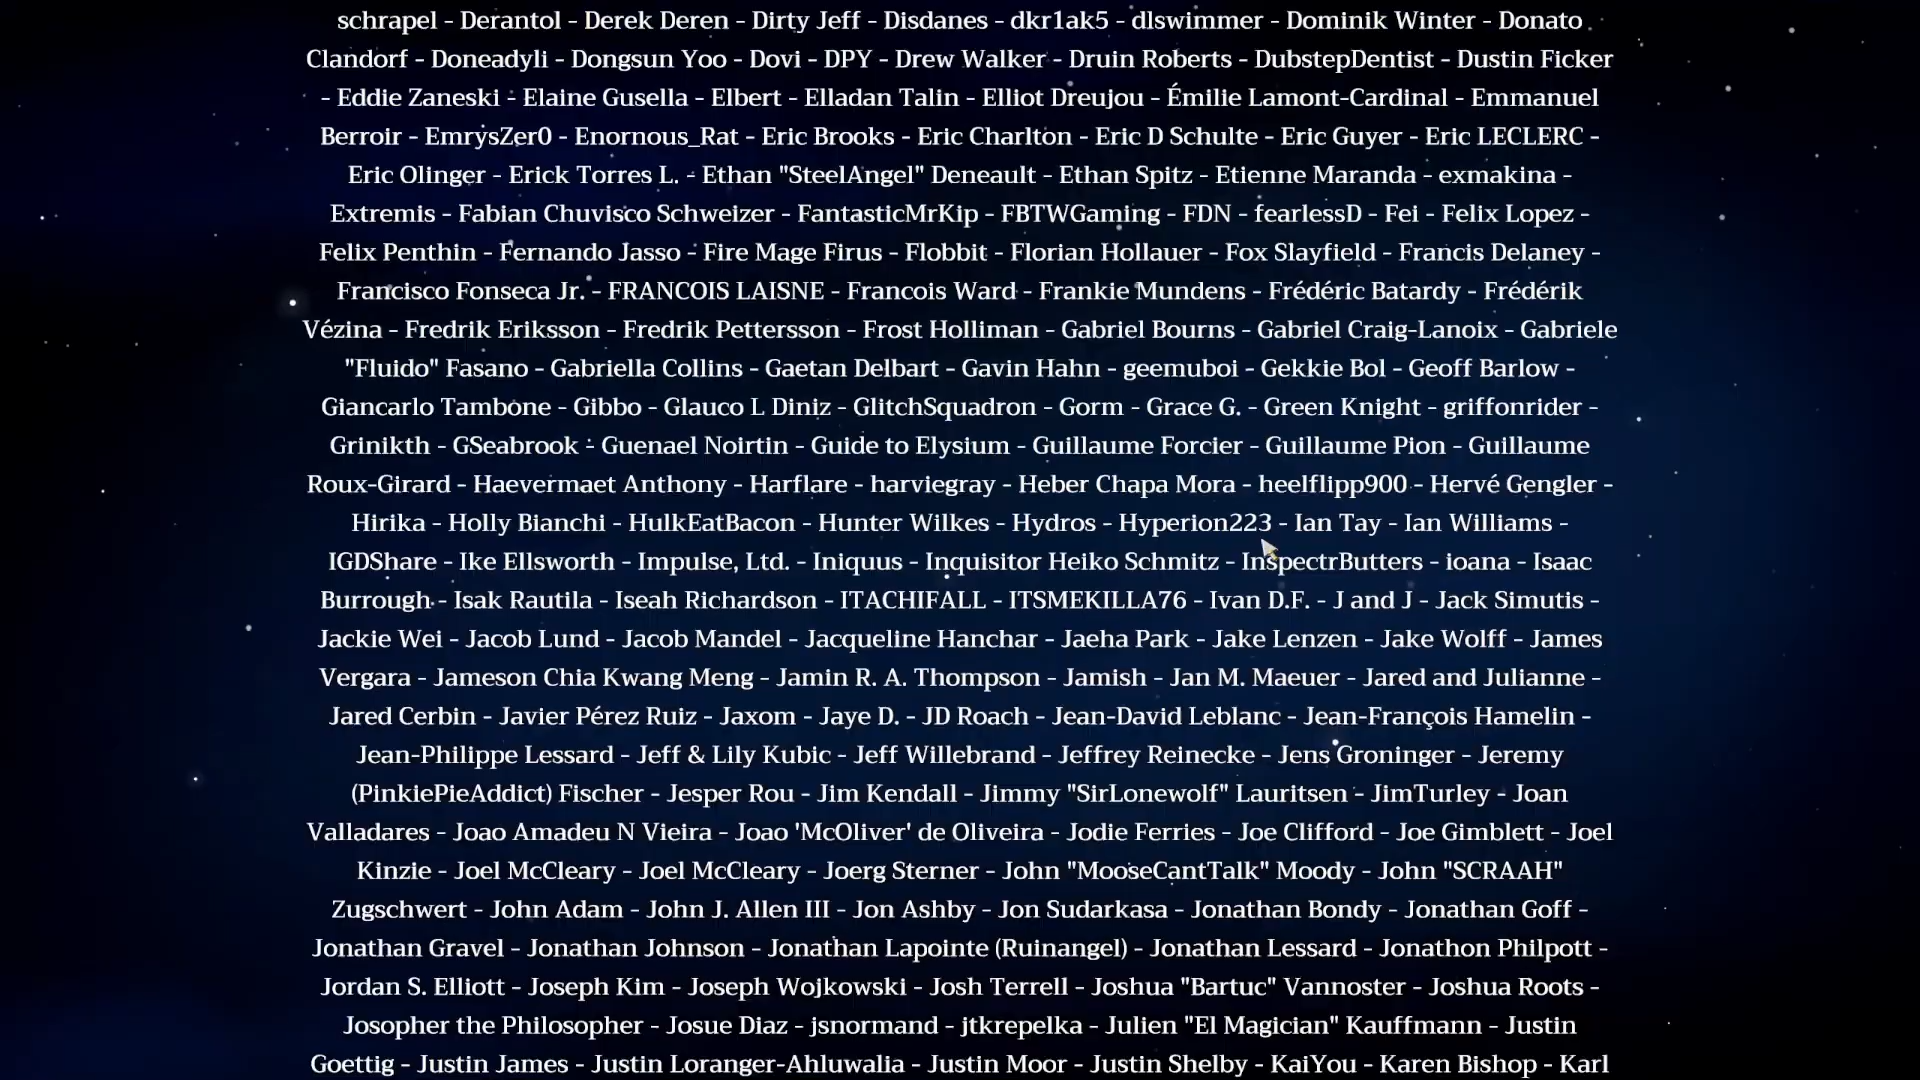 schrapel - Derantol - Derek Deren - Dirty Jeff - Disdanes - dkr1ak5 - dlswimmer - Dominik Winter - Donato
Clandorf - Doneadyli - Dongsun Yoo - Dovi - DPY - Drew Walker - Druin Roberts - DubstepDentist - Dustin Ficker
- Eddie Zaneski - Elaine Gusella - Elbert - Elladan Talin - Elliot Dreujou - Émilie Lamont-Cardinal - Emmanuel
Berroir - EmrysZer0 - Enornous_Rat - Eric Brooks - Eric Charlton - Eric D Schulte - Eric Guyer - Eric LECLERC -
Eric Olinger - Erick Torres L. - Ethan "SteelAngel" Deneault - Ethan Spitz - Etienne Maranda - exmakina -
Extremis - Fabian Chuvisco Schweizer - FantasticMrKip - FBTWGaming - FDN - fearlessD - Fei - Felix Lopez -
Felix Penthin - Fernando Jasso - Fire Mage Firus - Flobbit - Florian Hollauer - Fox Slayfield - Francis Delaney -
Francisco Fonseca Jr. - FRANCOIS LAISNE - Francois Ward - Frankie Mundens - Frédéric Batardy - Frédérik
Vézina - Fredrik Eriksson - Fredrik Pettersson - Frost Holliman - Gabriel Bourns - Gabriel Craig-Lanoix - Gabriele
"Fluido" Fasano - Gabriella Collins - Gaetan Delbart - Gavin Hahn - geemuboi - Gekkie Bol - Geoff Barlow -
Giancarlo Tambone - Gibbo - Glauco L Diniz - GlitchSquadron - Gorm - Grace G. - Green Knight - griffonrider -
Grinikth - GSeabrook - Guenael Noirtin - Guide to Elysium - Guillaume Forcier - Guillaume Pion - Guillaume
Roux-Girard - Haevermaet Anthony - Harflare - harviegray - Heber Chapa Mora - heelflipp900 - Hervé Gengler -
Hirika - Holly Bianchi - HulkEatBacon - Hunter Wilkes - Hydros - Hyperion223 - Ian Tay - Ian Williams -
IGDShare - Ike Ellsworth - Impulse, Ltd. - Iniquus - Inquisitor Heiko Schmitz - InspectrButters - ioana - Isaac
Burrough - Isak Rautila - Iseah Richardson - ITACHIFALL - ITSMEKILLA76 - Ivan D.F. - J and J - Jack Simutis -
Jackie Wei - Jacob Lund - Jacob Mandel - Jacqueline Hanchar - Jaeha Park - Jake Lenzen - Jake Wolff - James
Vergara - Jameson Chia Kwang Meng - Jamin R. A. Thompson - Jamish - Jan M. Maeuer - Jared and Julianne -
Jared Cerbin - Javier Pérez Ruiz - Jaxom - Jaye D. - JD Roach - Jean-David Leblanc - Jean-François Hamelin -
Jean-Philippe Lessard - Jeff & Lily Kubic - Jeff Willebrand - Jeffrey Reinecke - Jens Groninger - Jeremy
(PinkiePieAddict) Fischer - Jesper Rou - Jim Kendall - Jimmy "SirLonewolf" Lauritsen - JimTurley - Joan
Valladares - Joao Amadeu N Vieira - Joao 'McOliver' de Oliveira - Jodie Ferries - Joe Clifford - Joe Gimblett - Joel
Kinzie - Joel McCleary - Joel McCleary - Joerg Sterner - John "MooseCantTalk" Moody - John "SCRAAH"
Zugschwert - John Adam - John J. Allen III - Jon Ashby - Jon Sudarkasa - Jonathan Bondy - Jonathan Goff -
Jonathan Gravel - Jonathan Johnson - Jonathan Lapointe (Ruinangel) - Jonathan Lessard - Jonathon Philpott -
Jordan S. Elliott - Joseph Kim - Joseph Wojkowski - Josh Terrell - Joshua "Bartuc" Vannoster - Joshua Roots -
Josopher the Philosopher - Josue Diaz - jsnormand - jtkrepelka - Julien "El Magician" Kauffmann - Justin
Goettig - Justin James - Justin Loranger-Ahluwalia - Justin Moor - Justin Shelby - KaiYou - Karen Bishop - Karl